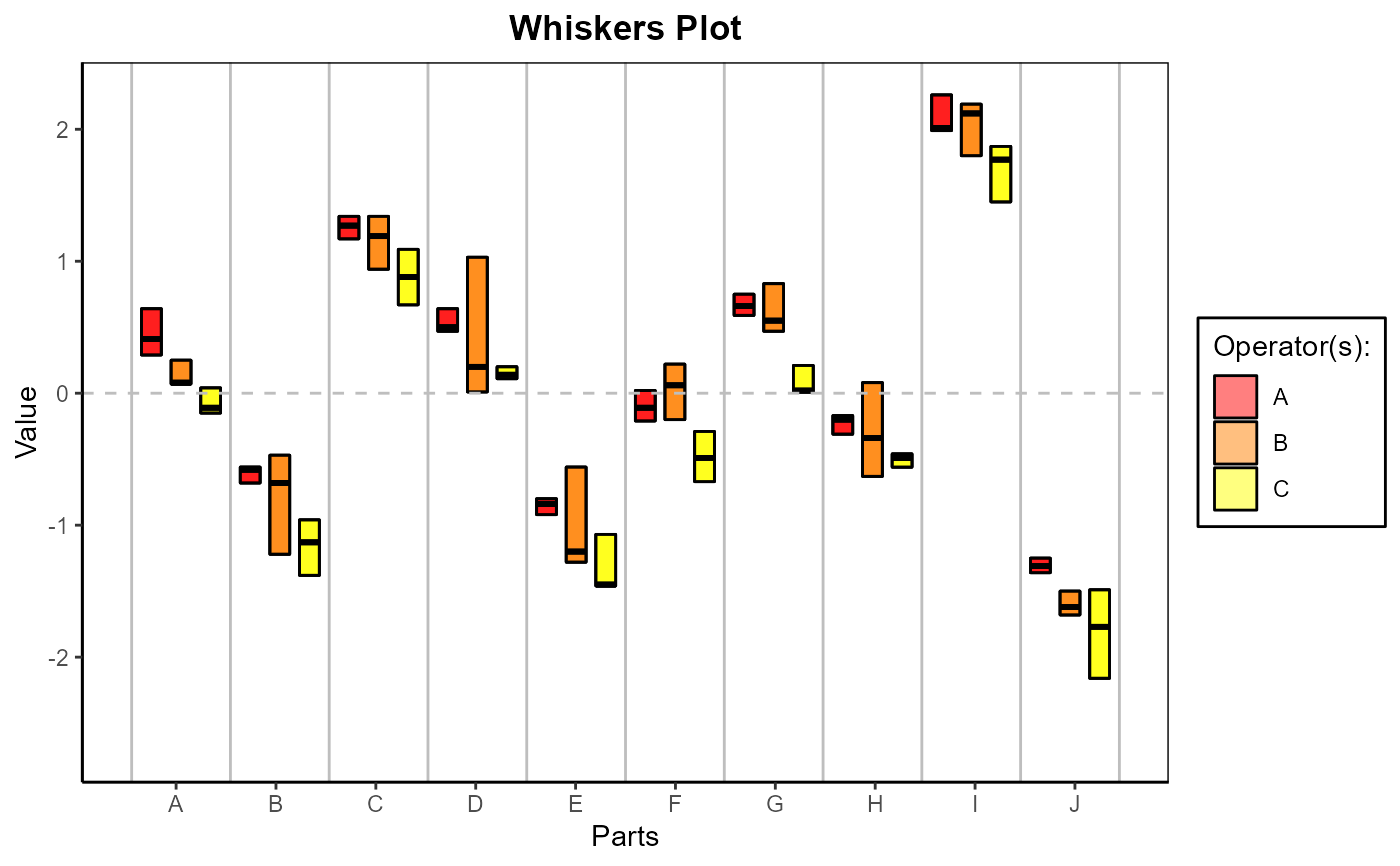 Whiskers Plot
Value
2
1
0
-1
-2
A B C D E F G H I J
Parts
Operator(s):
A
B
C